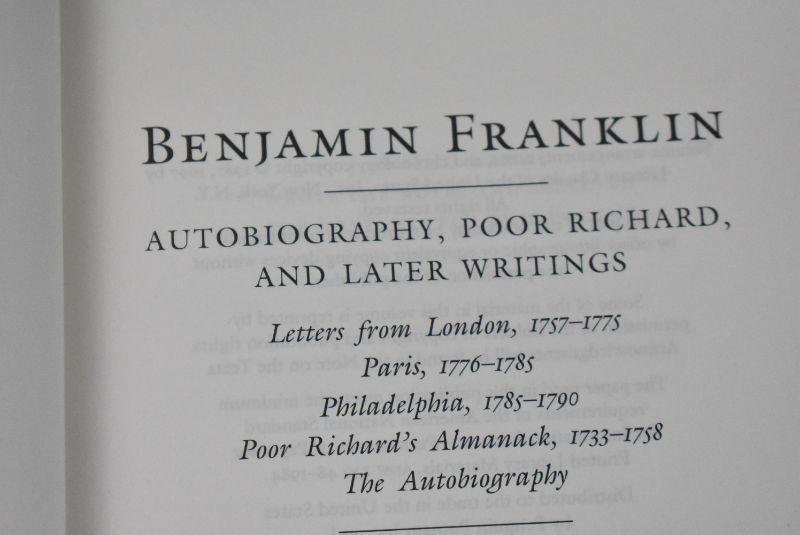 BENJAMIN FRANKLIN
AUTOBIOGRAPHY, POOR RICHARD,
AND LATER WRITINGS
Letters from London, 1757–1775
Paris, 1776–1785
Philadelphia, 1785–1790
Poor Richard's Almanack, 1733–1758
The Autobiography